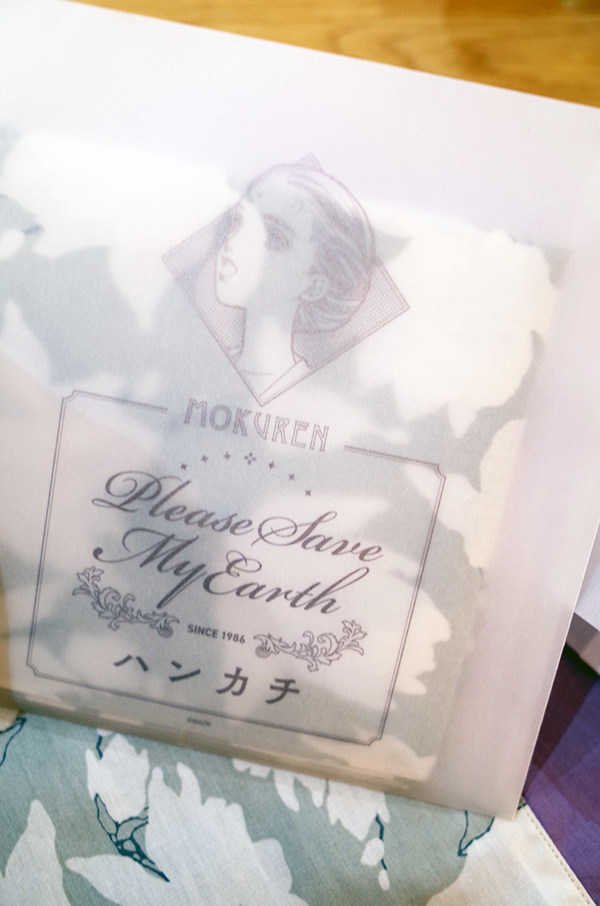 MOKUREN
Please Save
My Earth
SINCE 1986
ハンカチ